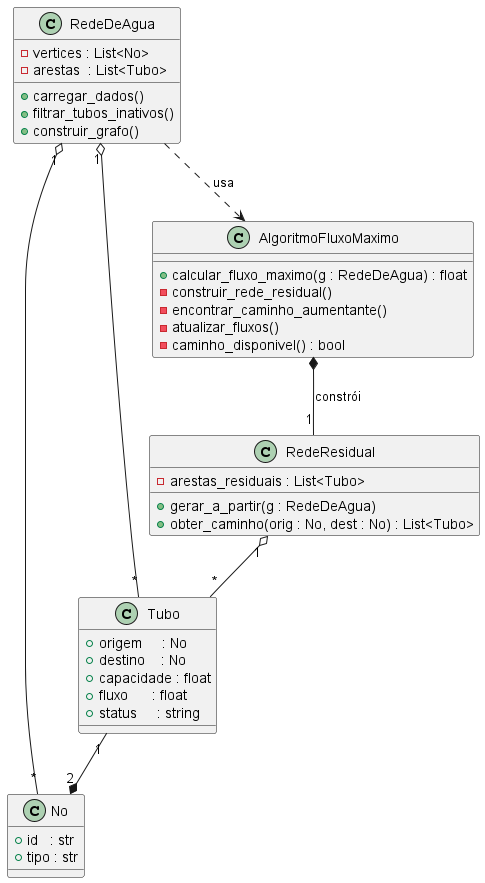 C RedeDeAgua
vertices : List<No>
arestas : List<Tubo>
carregar_dados()
filtrar_tubos_inativos()
construir_grafo()
1
1
usa
C AlgoritmoFluxoMaximo
calcular_fluxo_maximo(g : RedeDeAgua) : float
construir_rede_residual()
encontrar_caminho_aumentante()
atualizar_fluxos()
caminho_disponivel() : bool
constrói
1
C RedeResidual
arestas_residuais : List<Tubo>
gerar_a_partir(g : RedeDeAgua)
obter_caminho(orig : No, dest : No) : List<Tubo>
1
*
*
C Tubo
origem : No
destino : No
capacidade : float
fluxo : float
status : string
1
2
*
C No
id : str
tipo : str